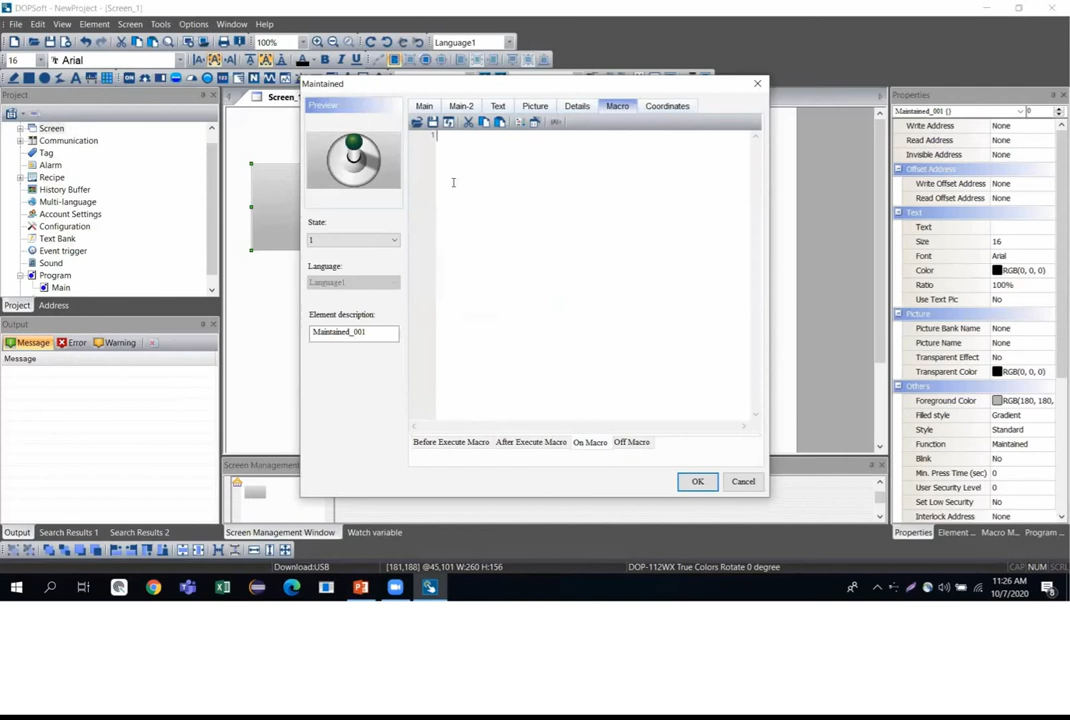 DOPSoft - NewProject - [Screen_1]
File Edit View Element Screen Tools Options Window Help
100% Language1
16 Arial
Project
Screen
Communication
Tag
Alarm
Recipe
History Buffer
Multi-language
Account Settings
Configuration
Text Bank
Event trigger
Sound
Program
Main
Project Address
Output
Message Error Warning
Message
Output Search Results 1 Search Results 2
Screen_
Maintained
Preview
State:
1
Language:
Language1
Element description:
Maintained_001
Main Main-2 Text Picture Details Macro Coordinates
1
Before Execute Macro After Execute Macro On Macro Off Macro
OK Cancel
Screen Management
Screen Management Window Watch variable
Properties
Maintained_001 {} 0
Write Address None
Read Address None
Invisible Address None
Offset Address
Write Offset Address None
Read Offset Address None
Text
Text
Size 16
Font Arial
Color RGB(0, 0, 0)
Ratio 100%
Use Text Pic No
Picture
Picture Bank Name None
Picture Name None
Transparent Effect No
Transparent Color RGB(0, 0, 0)
Others
Foreground Color RGB(180, 180,
Filled style Gradient
Style Standard
Function Maintained
Blink No
Min. Press Time (sec) 0
User Security Level 0
Set Low Security No
Interlock Address None
Properties Element ... Macro M... Program ...
Download:USB [181,188] @45,101 W:260 H:156 DOP-112WX True Colors Rotate 0 degree CAP NUM SCRL
11:26 AM
10/7/2020